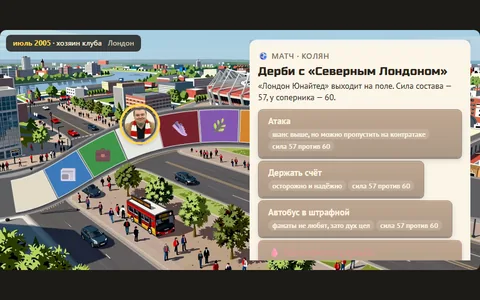 июль 2005 · хозяин клуба Лондон
МАТЧ · КОЛЯН
Дерби с «Северным Лондоном»
«Лондон Юнайтед» выходит на поле. Сила состава —
57, у соперника — 60.
Атака
шанс выше, но можно пропустить на контратаке
сила 57 против 60
Держать счёт
осторожно и надёжно сила 57 против 60
Автобус в штрафной
фанаты не любят, зато дух цел сила 57 против 60